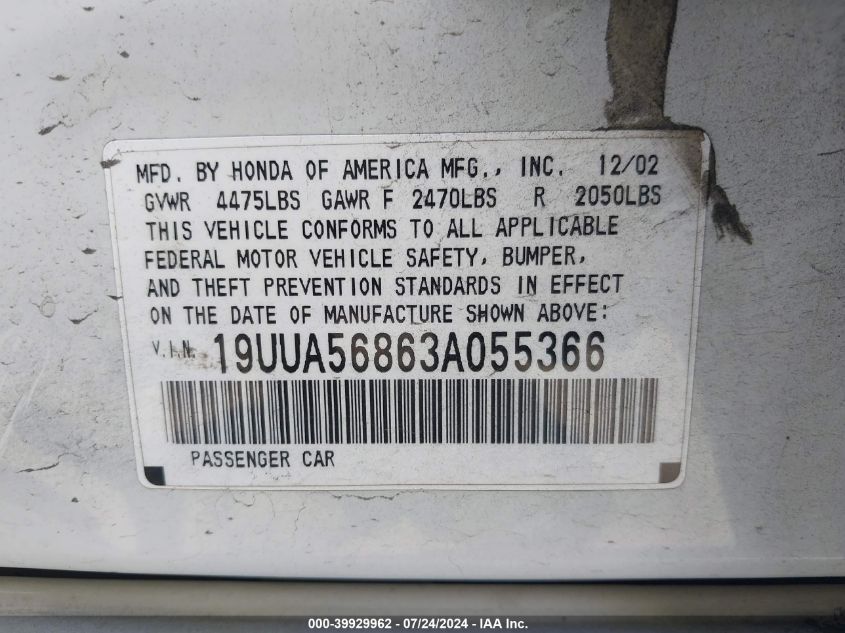 MFD. BY HONDA OF AMERICA MFG., INC. 12/02
GVWR 4475LBS GAWR F 2470LBS R 2050LBS
THIS VEHICLE CONFORMS TO ALL APPLICABLE
FEDERAL MOTOR VEHICLE SAFETY, BUMPER,
AND THEFT PREVENTION STANDARDS IN EFFECT
ON THE DATE OF MANUFACTURE SHOWN ABOVE:
V.I.N. 19UUA56863A055366
PASSENGER CAR
000-39929962 - 07/24/2024 - IAA Inc.